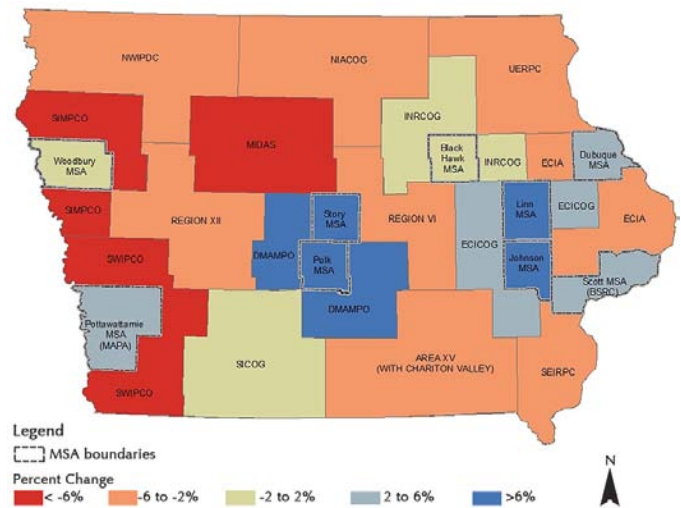 NWIPDC
NIACOG
UERPC
SIMPCO
MIDAS
INRCOG
Woodbury
MSA
Black
Hawk
MSA
INRCOG
ECIA
Dubuque
MSA
SIMPCO
REGION XII
Story
MSA
REGION VI
Linn
MSA
ECICOG
ECIA
SWIPCO
DMAMPO
Polk
MSA
ECICOG
Johnson
MSA
Scott MSA
(BSRC)
Pottawattamie
MSA
(MAPA)
DMAMPO
SICOG
AREA XV
(WITH CHARITON VALLEY)
SEIRPC
SWIPCO
Legend
MSA boundaries
Percent Change
< -6%
-6 to -2%
-2 to 2%
2 to 6%
>6%
N